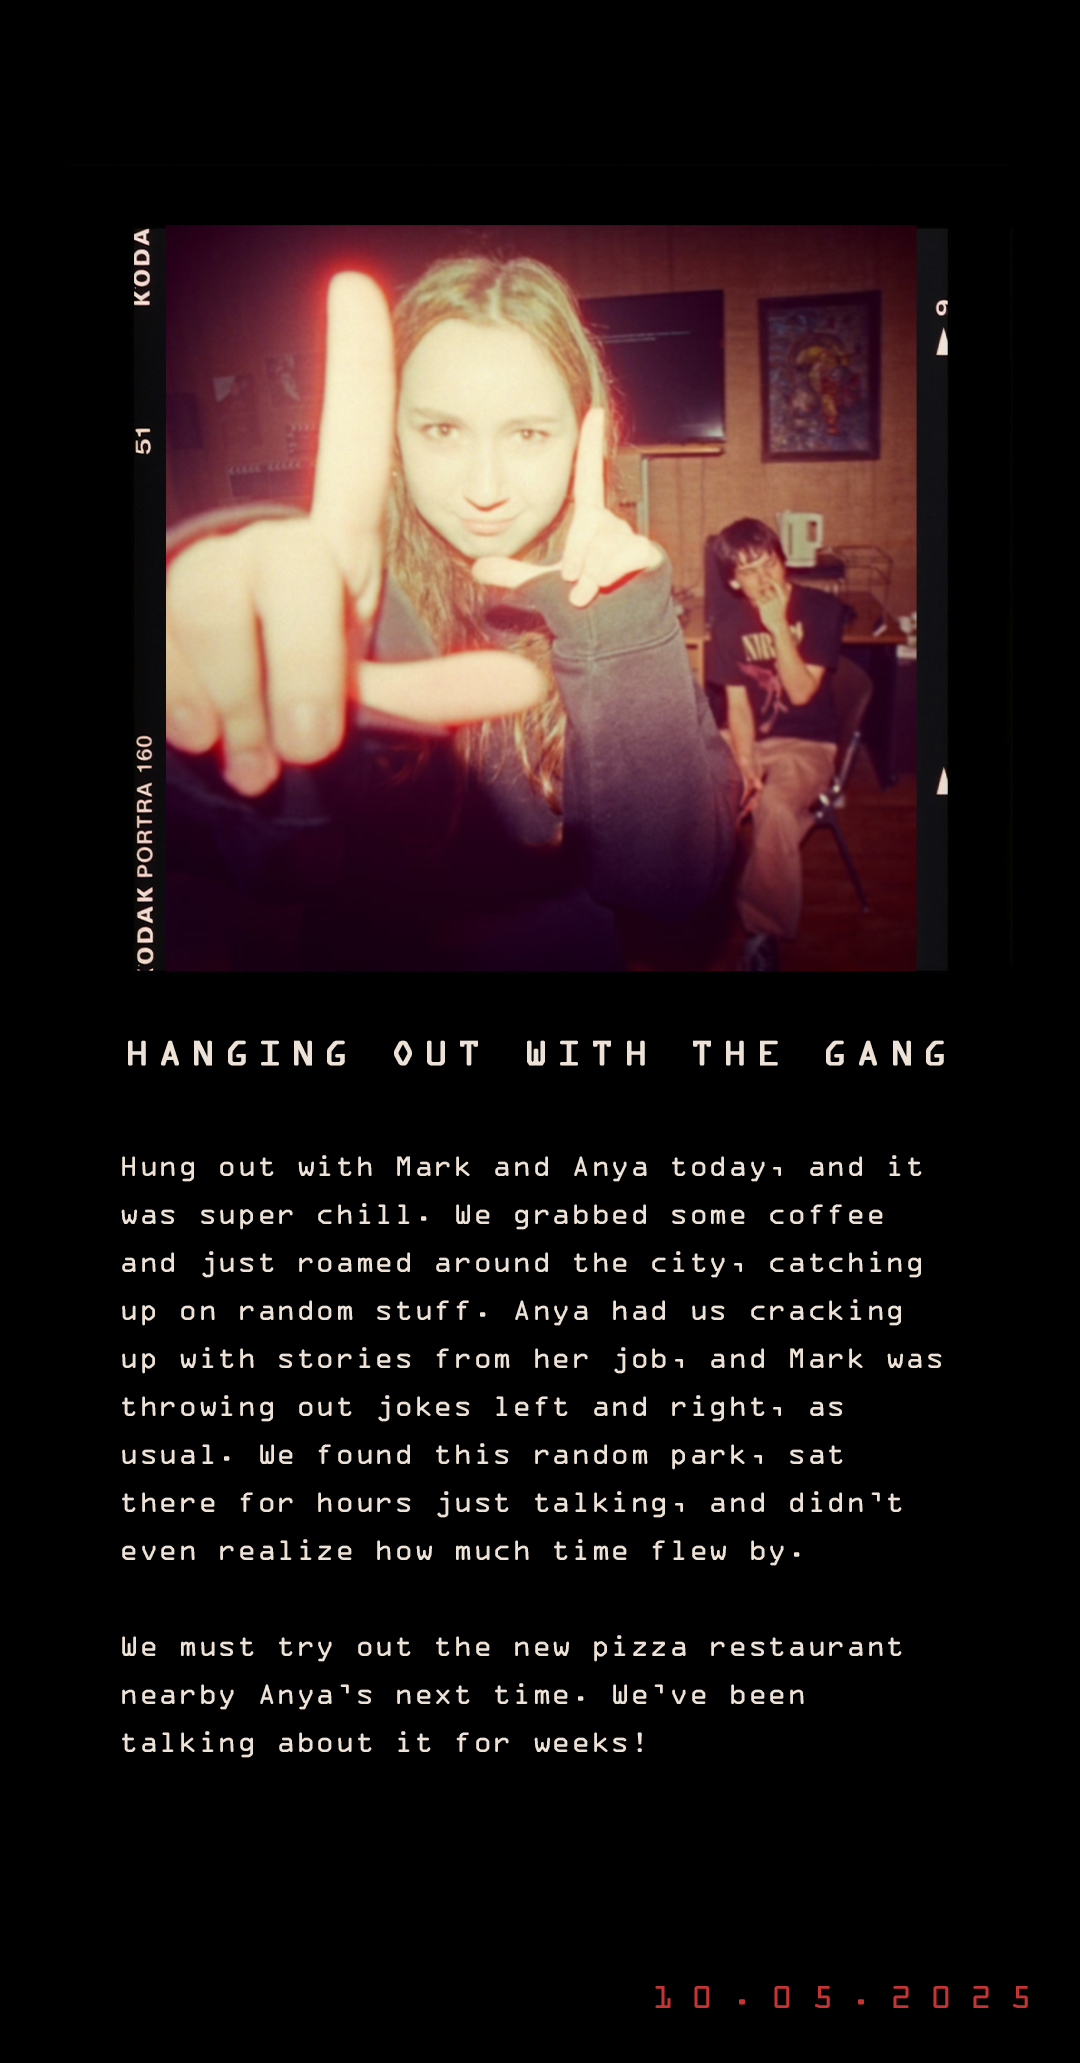 KODA
51
KODAK PORTRA 160
9
HANGING OUT WITH THE GANG
Hung out with Mark and Anya today, and it
was super chill. We grabbed some coffee
and just roamed around the city, catching
up on random stuff. Anya had us cracking
up with stories from her job, and Mark was
throwing out jokes left and right, as
usual. We found this random park, sat
there for hours just talking, and didn't
even realize how much time flew by.
We must try out the new pizza restaurant
nearby Anya's next time. We've been
talking about it for weeks!
10.05.2025